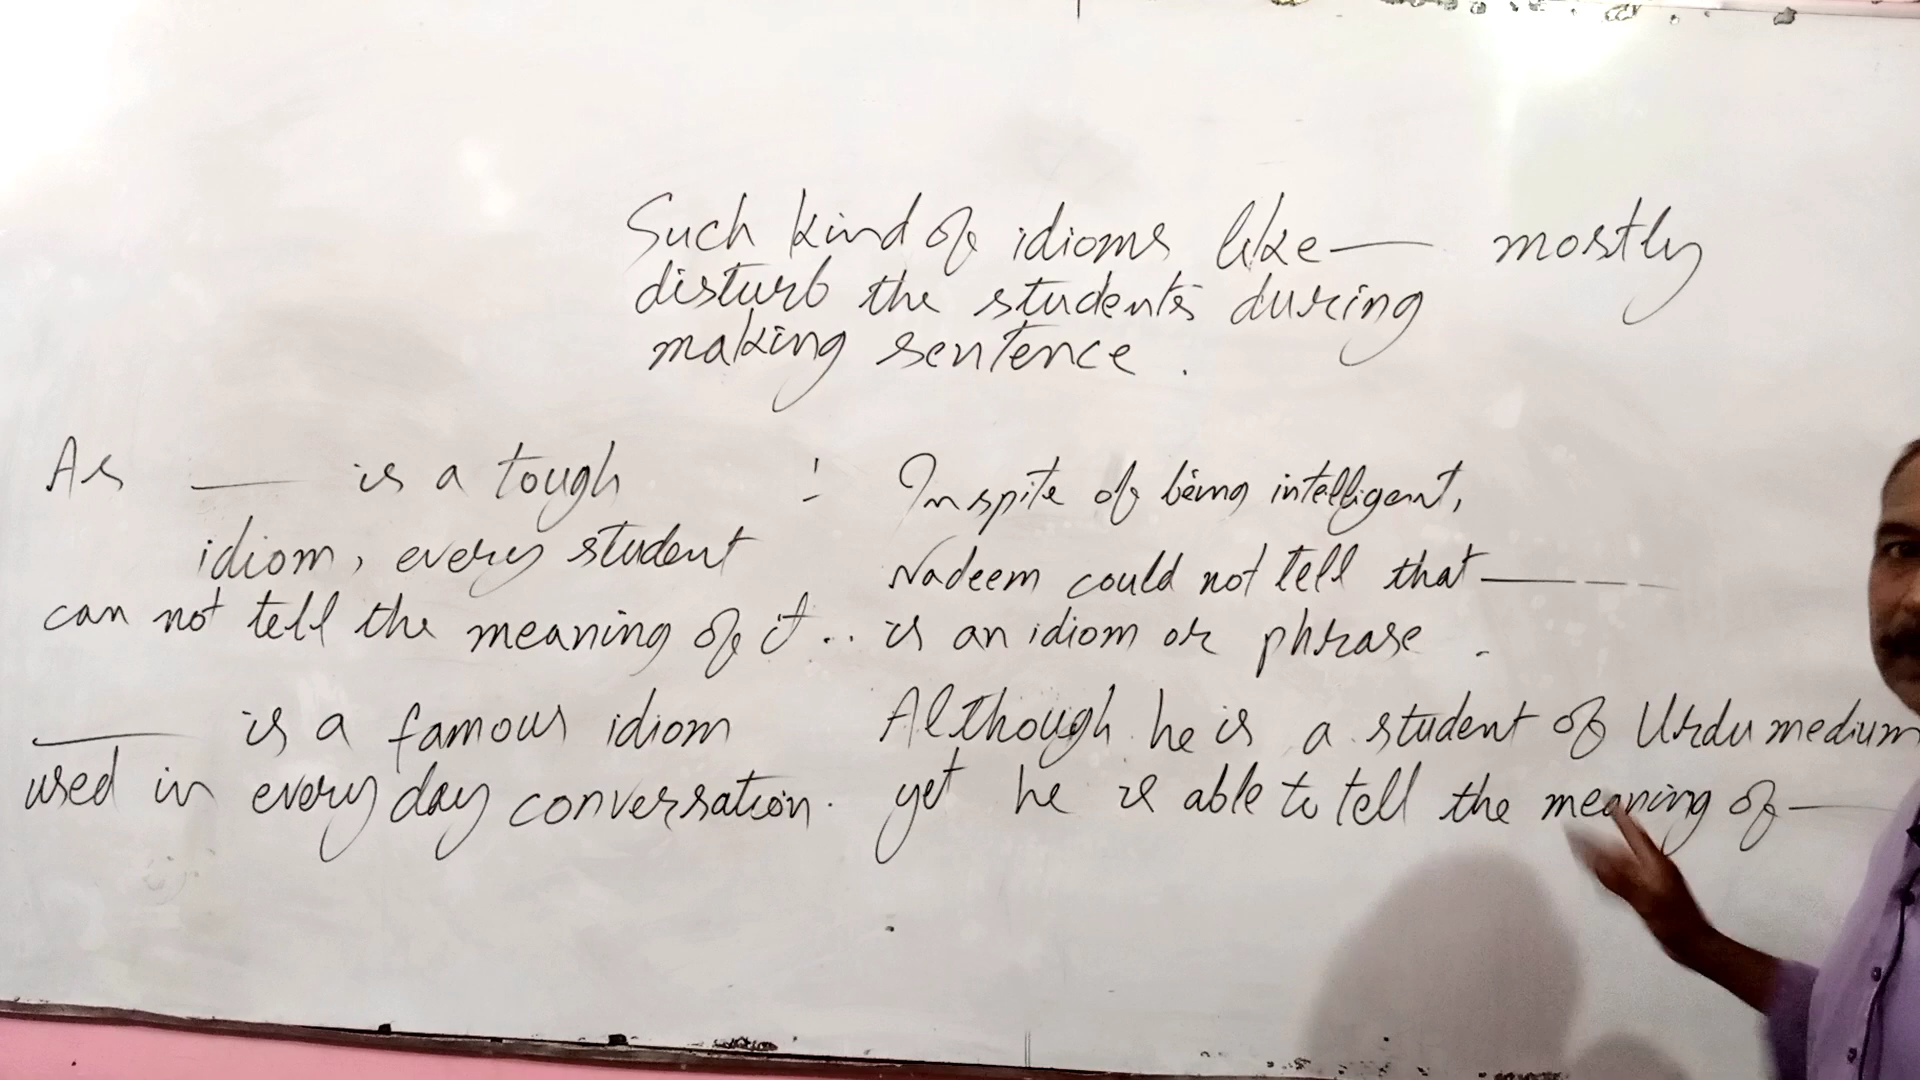 Such kind of idioms like — mostly
disturb the students during
making sentence.
As — is a tough
idiom, every student
can not tell the meaning of it..
— is a famous idiom
used in every day conversation.
Inspite of being intelligent,
Nadeem could not tell that — — —
is an idiom or phrase.
Although he is a student of Urdu medium
yet he is able to tell the meaning of —